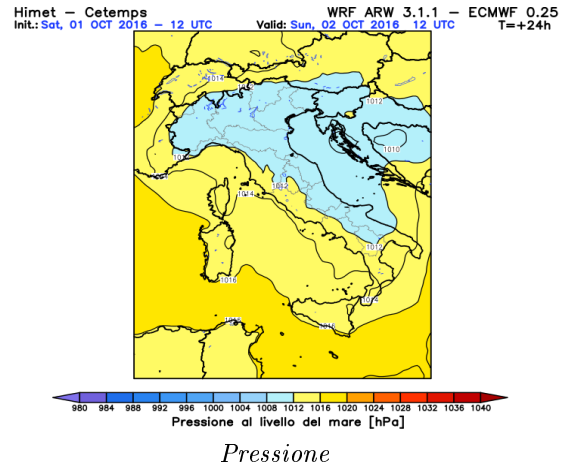 Himet – Cetemps WRF ARW 3.1.1 – ECMWF 0.25
Init.: Sat, 01 OCT 2016 – 12 UTC Valid: Sun, 02 OCT 2016 12 UTC T=+24h
1014
1012
1012
1010
1012
1014
1012
1016
1014
1016
980 984 988 992 996 1000 1004 1008 1012 1016 1020 1024 1028 1032 1036 1040
Pressione al livello del mare [hPa]
Pressione